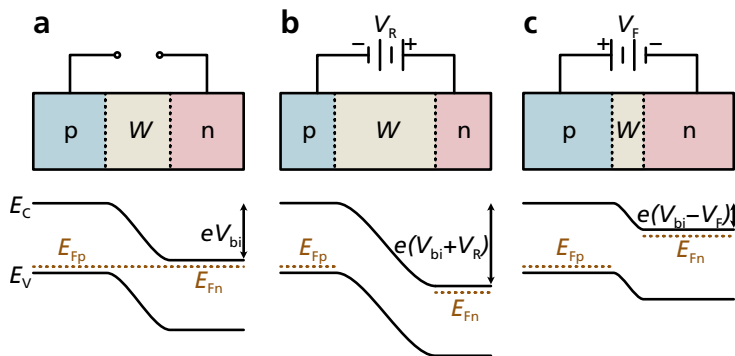 a
p W n
E_C
eV_bi
E_Fp
E_Fn
E_V
b
V_R
− +
p W n
e(V_bi+V_R)
E_Fp
E_Fn
c
V_F
+ −
p W n
e(V_bi−V_F)
E_Fp
E_Fn